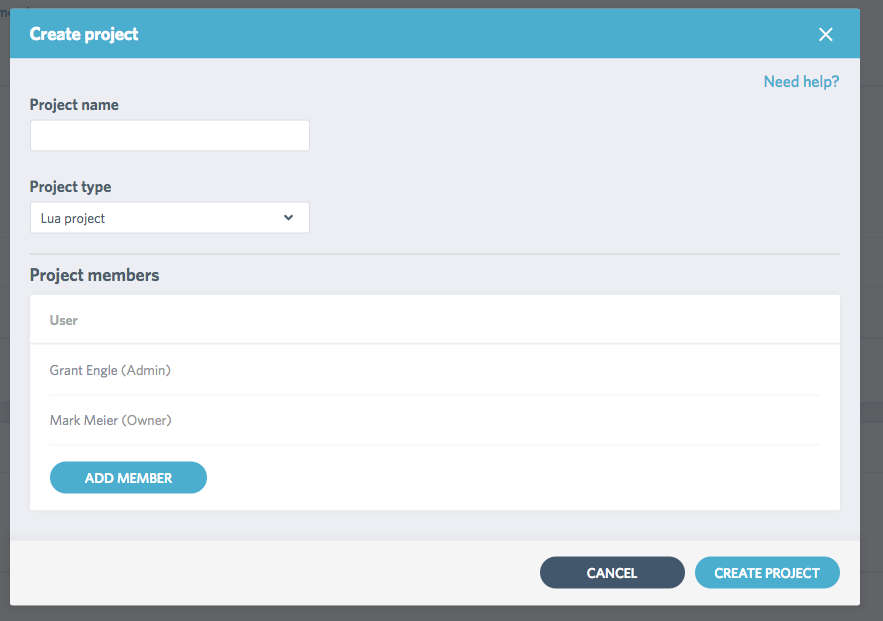 Create project
Need help?
Project name
Project type
Lua project
Project members
User
Grant Engle (Admin)
Mark Meier (Owner)
ADD MEMBER
CANCEL
CREATE PROJECT